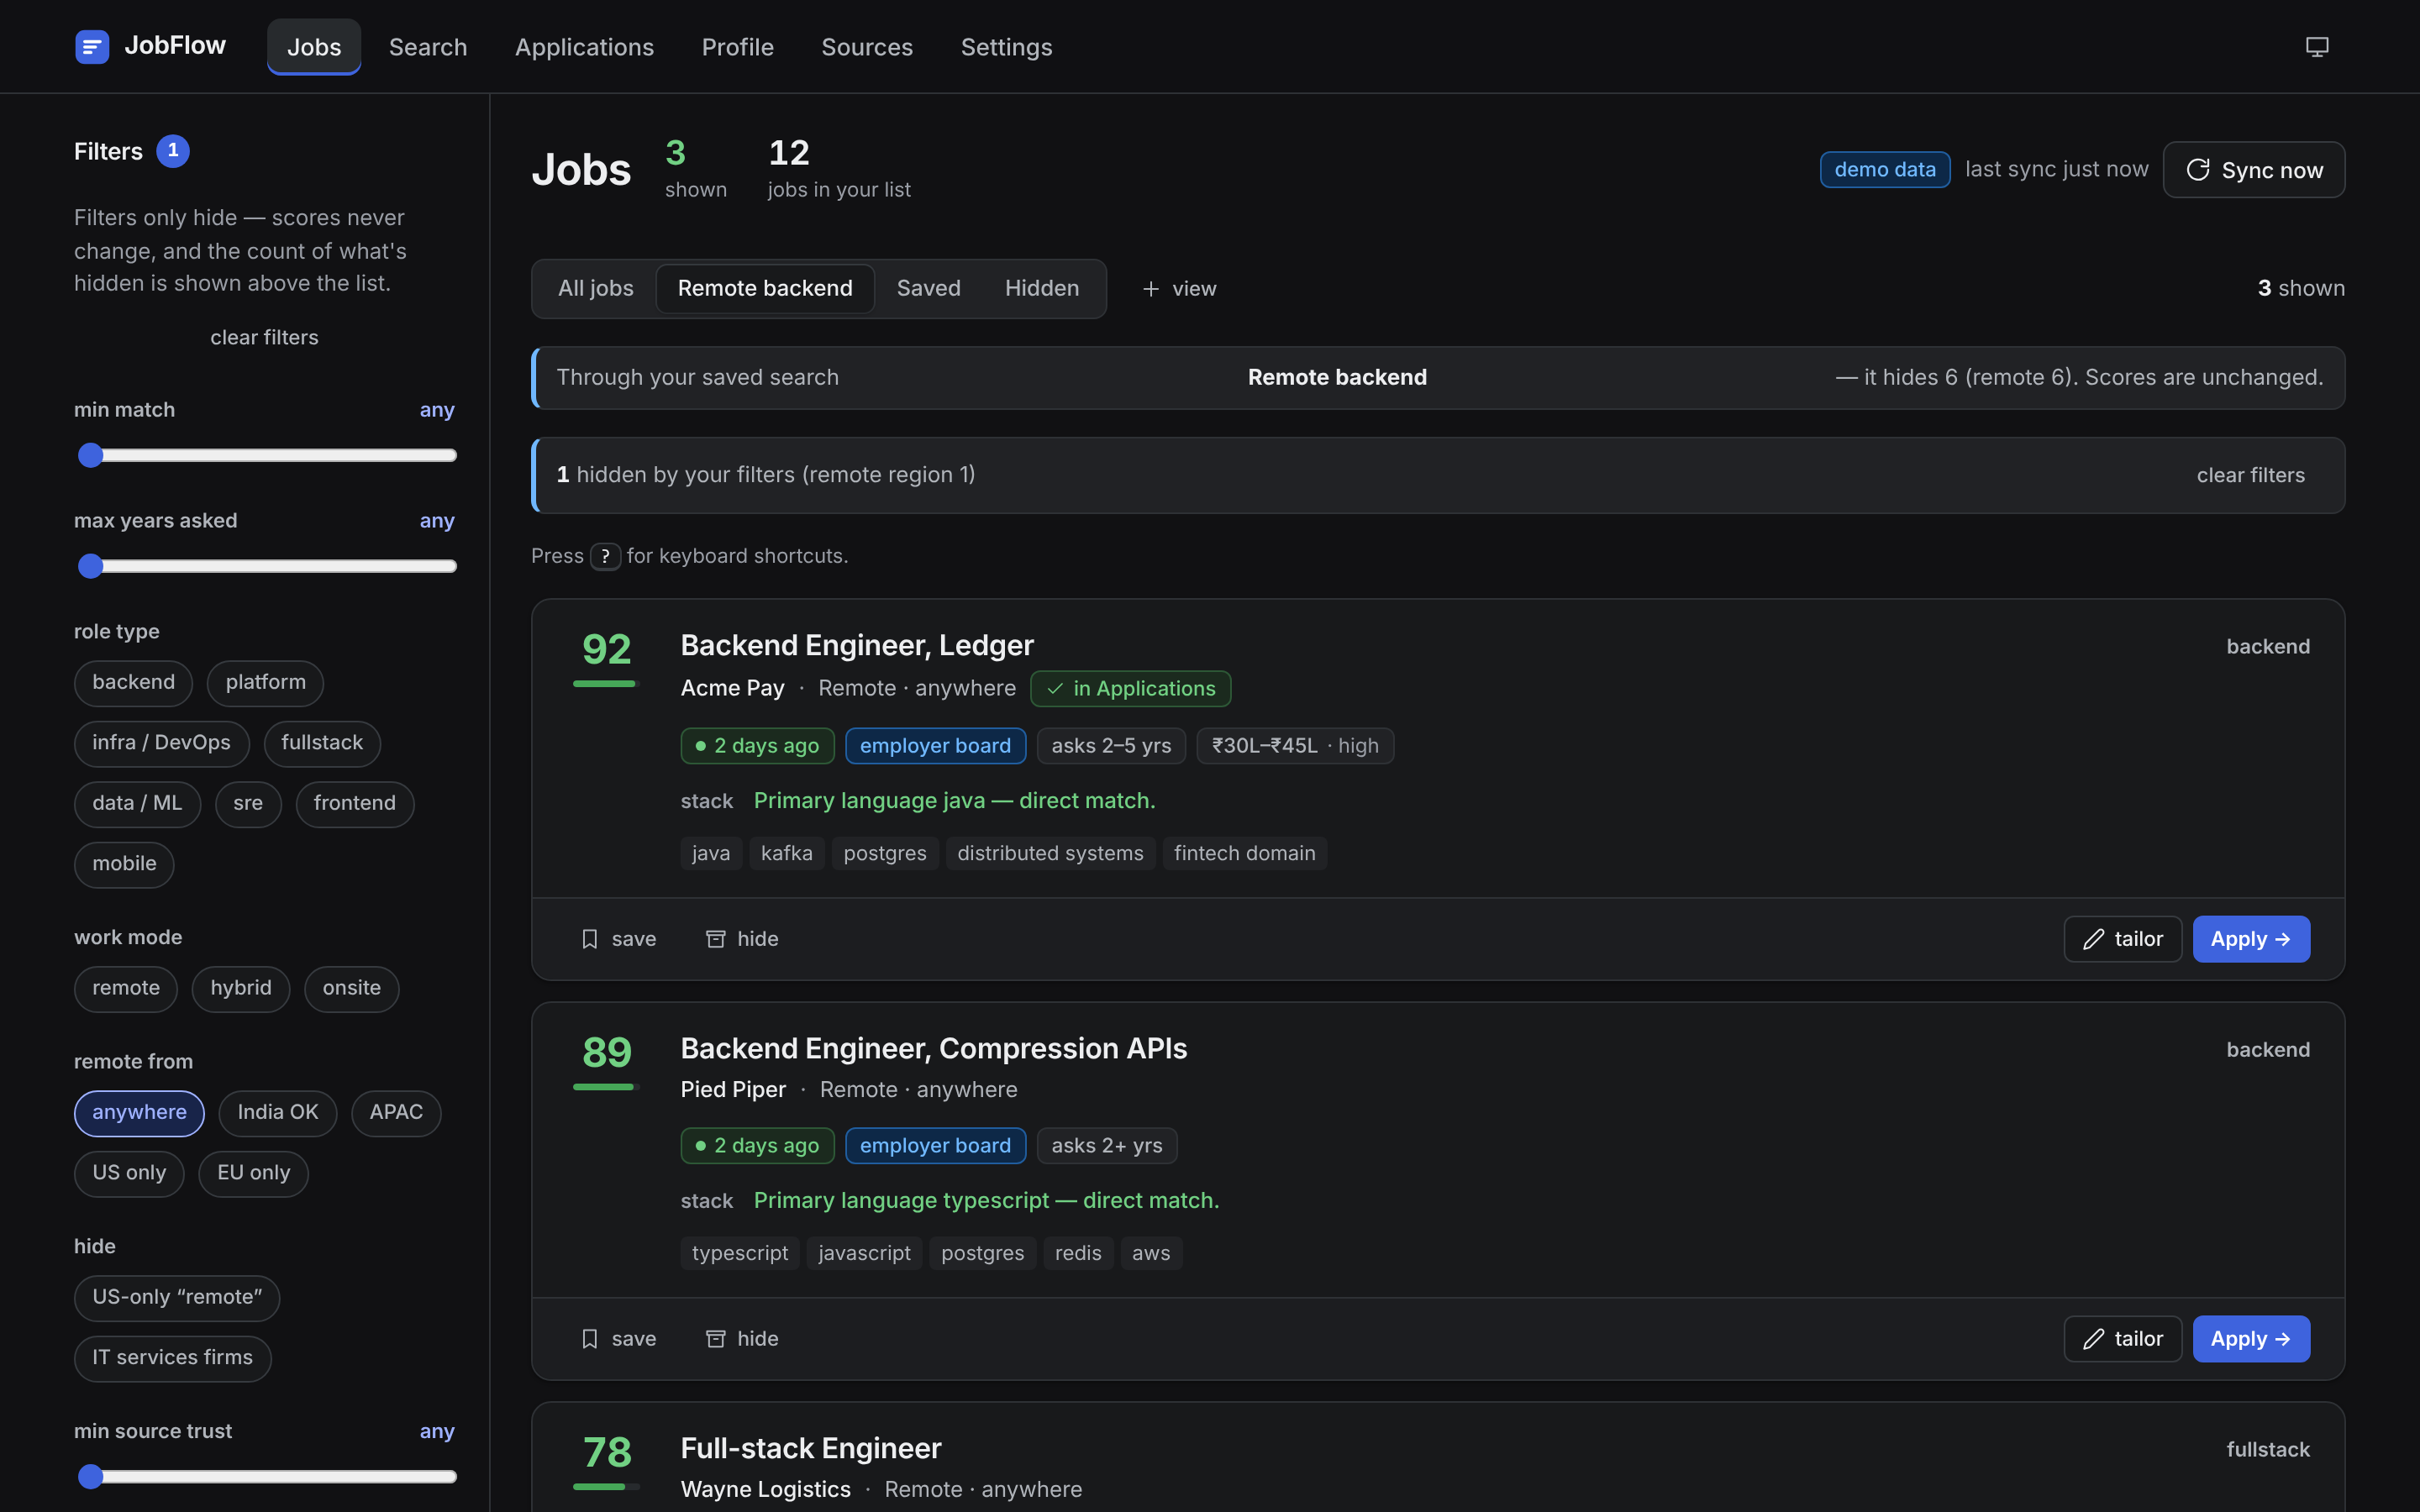 JobFlow
Jobs
Search
Applications
Profile
Sources
Settings
Filters 1
Filters only hide — scores never
change, and the count of what's
hidden is shown above the list.
clear filters
min match any
max years asked any
role type
backend platform
infra / DevOps fullstack
data / ML sre frontend
mobile
work mode
remote hybrid onsite
remote from
anywhere India OK APAC
US only EU only
hide
US-only “remote”
IT services firms
min source trust any
Jobs
3 shown
12 jobs in your list
demo data last sync just now Sync now
All jobs Remote backend Saved Hidden + view 3 shown
Through your saved search Remote backend — it hides 6 (remote 6). Scores are unchanged.
1 hidden by your filters (remote region 1) clear filters
Press ? for keyboard shortcuts.
92 Backend Engineer, Ledger backend
Acme Pay · Remote · anywhere ✓ in Applications
2 days ago employer board asks 2–5 yrs ₹30L–₹45L · high
stack Primary language java — direct match.
java kafka postgres distributed systems fintech domain
save hide tailor Apply →
89 Backend Engineer, Compression APIs backend
Pied Piper · Remote · anywhere
2 days ago employer board asks 2+ yrs
stack Primary language typescript — direct match.
typescript javascript postgres redis aws
save hide tailor Apply →
78 Full-stack Engineer fullstack
Wayne Logistics · Remote · anywhere